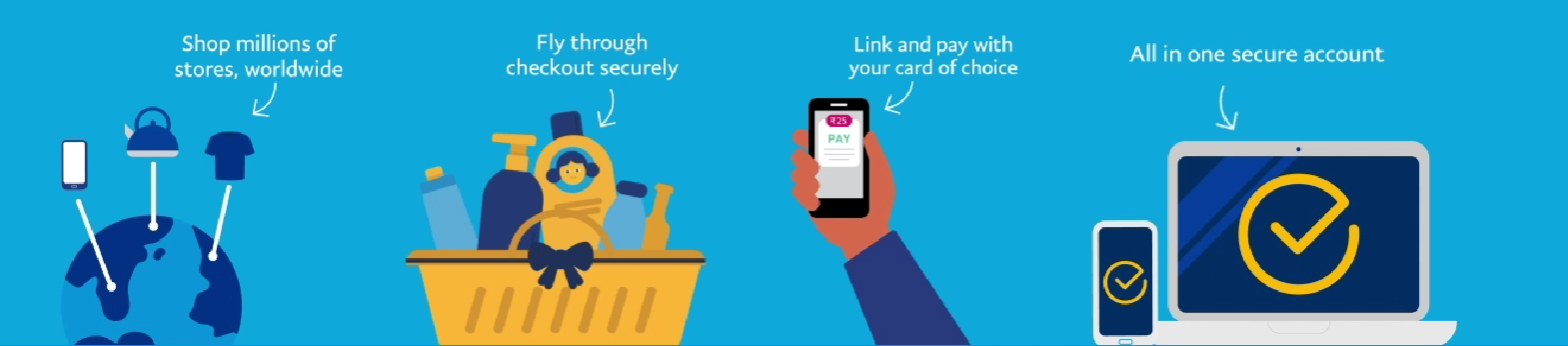 Shop millions of
stores, worldwide
Fly through
checkout securely
Link and pay with
your card of choice
R25
PAY
All in one secure account